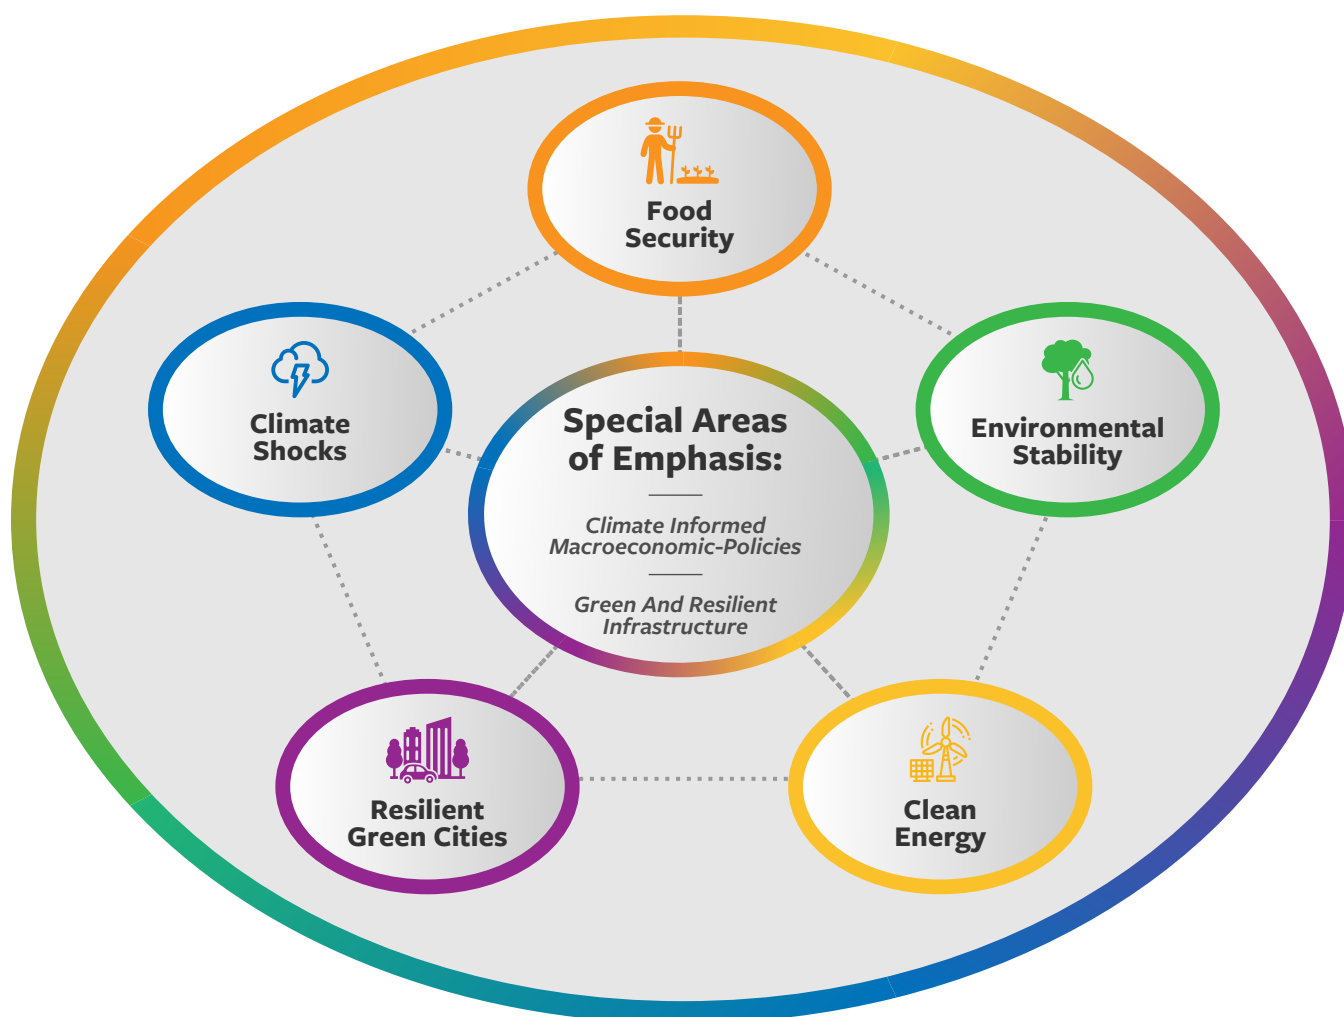 Food
Security
Climate
Shocks
Environmental
Stability
Special Areas
of Emphasis:
Climate Informed
Macroeconomic-Policies
Green And Resilient
Infrastructure
Resilient
Green Cities
Clean
Energy